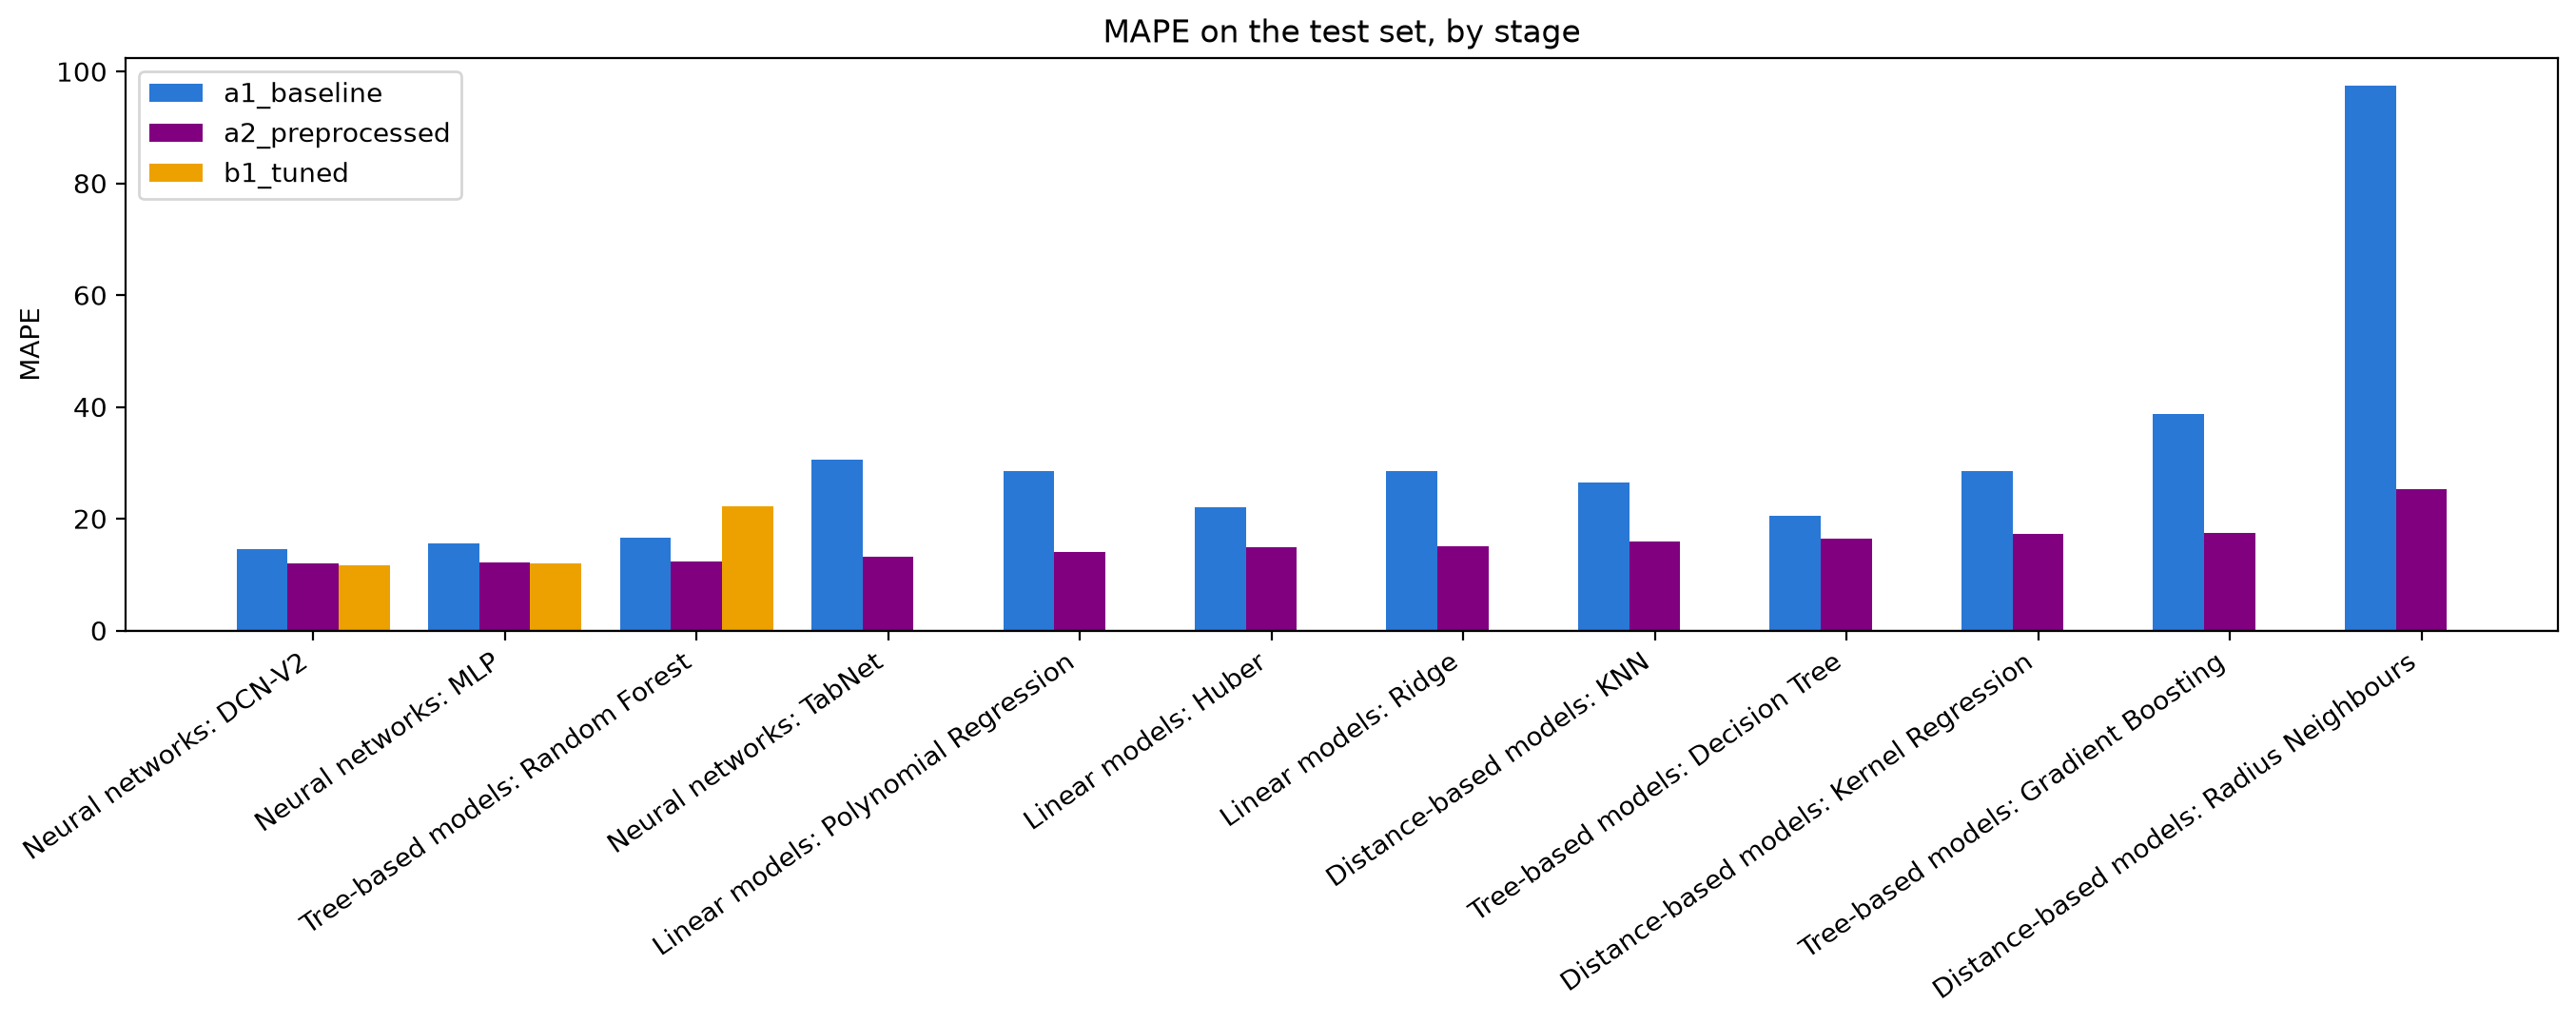 MAPE on the test set, by stage
a1_baseline
a2_preprocessed
b1_tuned
MAPE
100
80
60
40
20
0
Neural networks: DCN-V2
Neural networks: MLP
Tree-based models: Random Forest
Neural networks: TabNet
Linear models: Polynomial Regression
Linear models: Huber
Linear models: Ridge
Distance-based models: KNN
Tree-based models: Decision Tree
Distance-based models: Kernel Regression
Tree-based models: Gradient Boosting
Distance-based models: Radius Neighbours